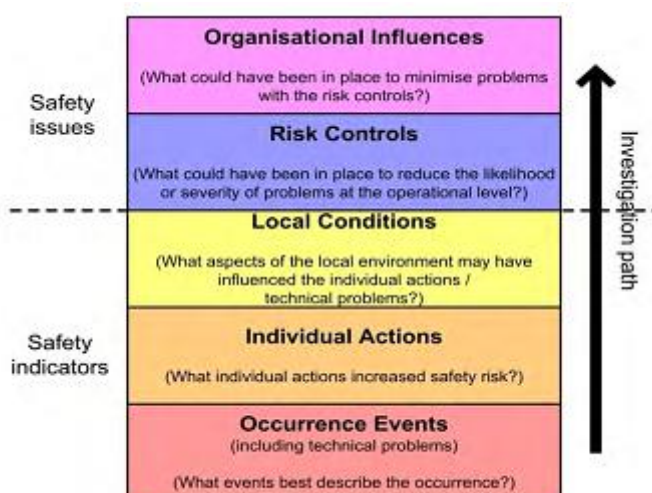 Organisational Influences
(What could have been in place to minimise problems
with the risk controls?)
Safety
issues
Risk Controls
(What could have been in place to reduce the likelihood
or severity of problems at the operational level?)
Local Conditions
(What aspects of the local environment may have
influenced the individual actions /
technical problems?)
Safety
indicators
Individual Actions
(What individual actions increased safety risk?)
Occurrence Events
(including technical problems)
(What events best describe the occurrence?)
Investigation path